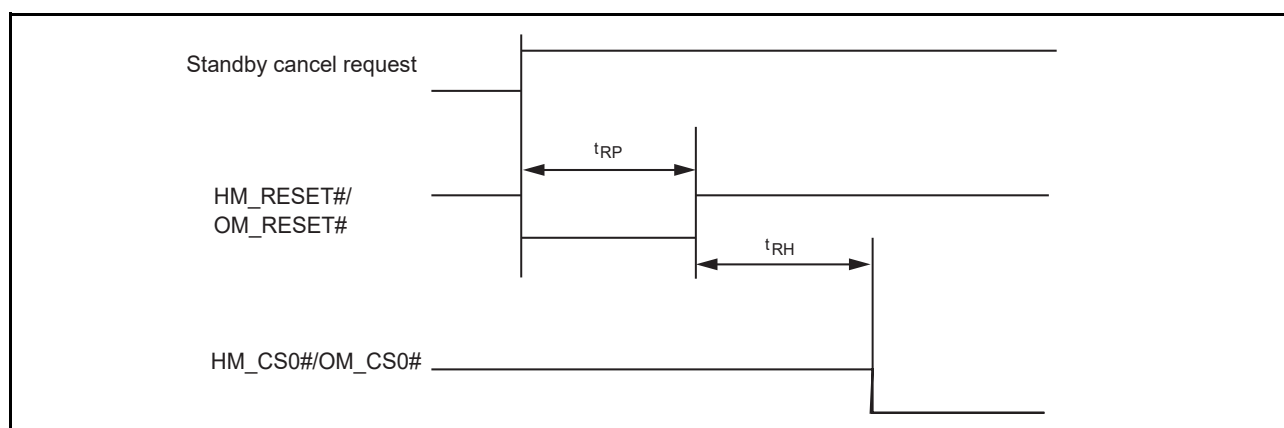 Standby cancel request
tRP
HM_RESET#/
OM_RESET#
tRH
HM_CS0#/OM_CS0#